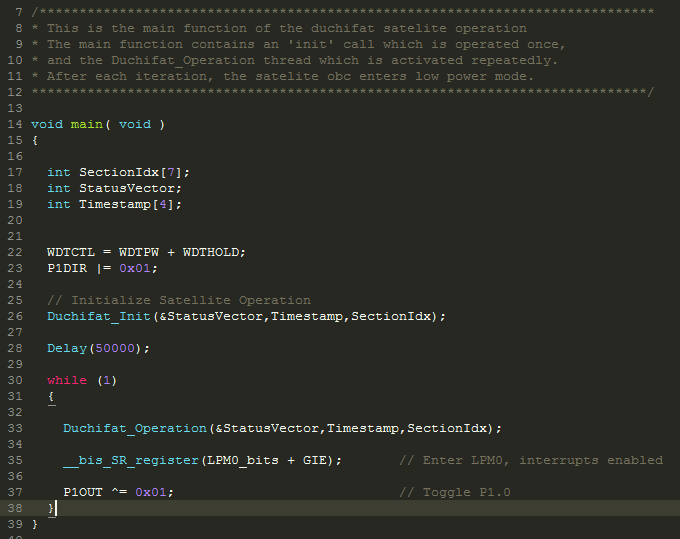 7 /*****************************************************************************
8 * This is the main function of the duchifat satelite operation
9 * The main function contains an 'init' call which is operated once,
10 * and the Duchifat_Operation thread which is activated repeatedly.
11 * After each iteration, the satelite obc enters low power mode.
12 *****************************************************************************/
13
14 void main( void )
15 {
16
17   int SectionIdx[7];
18   int StatusVector;
19   int Timestamp[4];
20
21
22   WDTCTL = WDTPW + WDTHOLD;
23   P1DIR |= 0x01;
24
25   // Initialize Satellite Operation
26   Duchifat_Init(&StatusVector,Timestamp,SectionIdx);
27
28   Delay(50000);
29
30   while (1)
31   {
32
33     Duchifat_Operation(&StatusVector,Timestamp,SectionIdx);
34
35     __bis_SR_register(LPM0_bits + GIE);       // Enter LPM0, interrupts enabled
36
37     P1OUT ^= 0x01;                            // Toggle P1.0
38   }
39 }